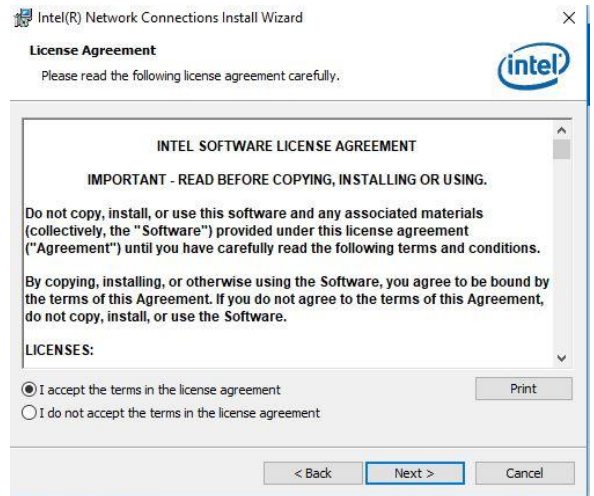 Intel(R) Network Connections Install Wizard
License Agreement
Please read the following license agreement carefully.
intel
INTEL SOFTWARE LICENSE AGREEMENT
IMPORTANT - READ BEFORE COPYING, INSTALLING OR USING.
Do not copy, install, or use this software and any associated materials
(collectively, the "Software") provided under this license agreement
("Agreement") until you have carefully read the following terms and conditions.
By copying, installing, or otherwise using the Software, you agree to be bound by
the terms of this Agreement. If you do not agree to the terms of this Agreement,
do not copy, install, or use the Software.
LICENSES:
I accept the terms in the license agreement
Print
I do not accept the terms in the license agreement
< Back
Next >
Cancel